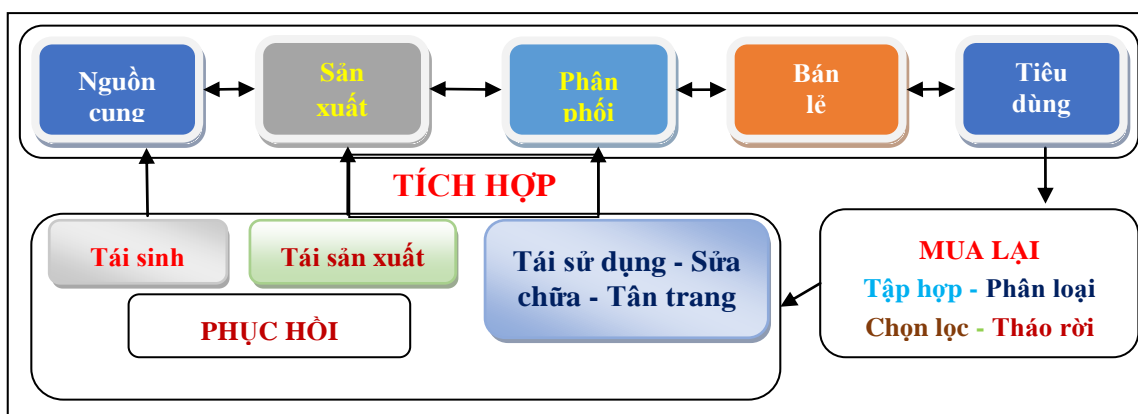 Nguồn
cung
Sản
xuất
Phân
phối
Bán
lẻ
Tiêu
dùng
TÍCH HỢP
Tái sinh
Tái sản xuất
Tái sử dụng - Sửa
chữa - Tân trang
PHỤC HỒI
MUA LẠI
Tập hợp - Phân loại
Chọn lọc - Tháo rời